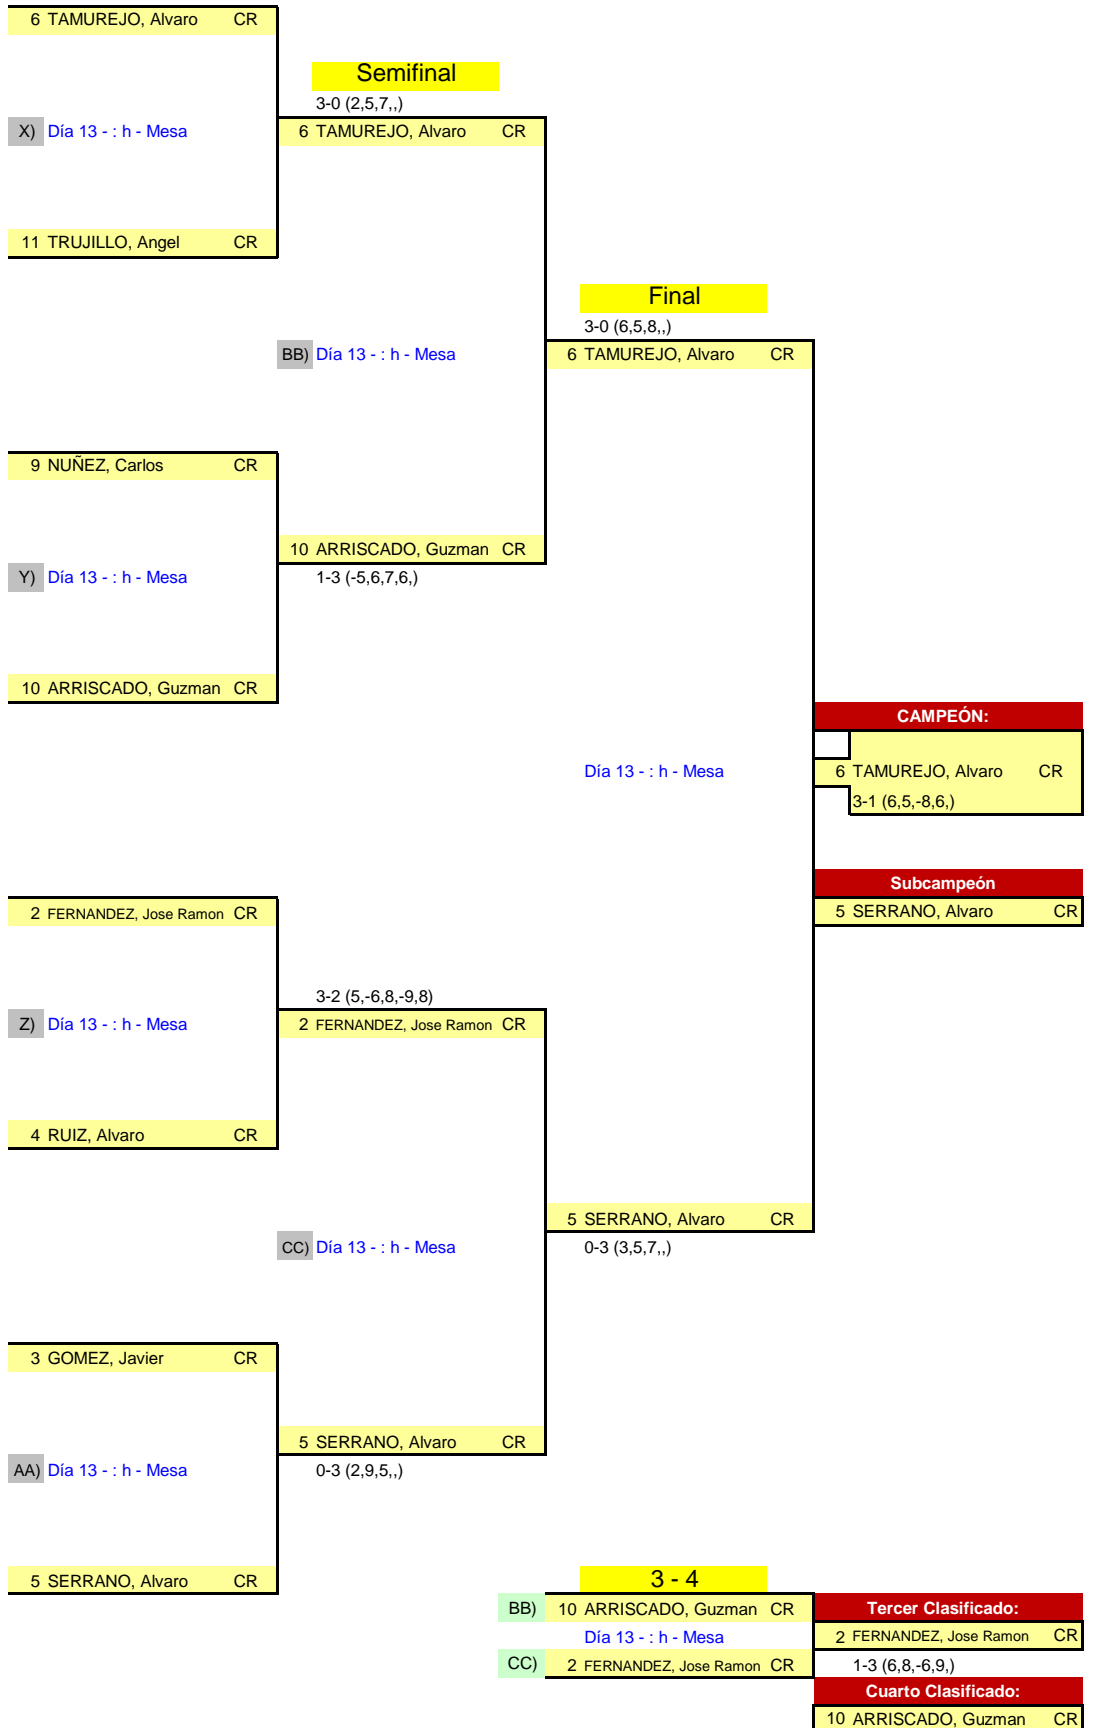 6 TAMUREJO, Alvaro CR
Semifinal
3-0 (2,5,7,,)
X) Día 13 - : h - Mesa
6 TAMUREJO, Alvaro CR
11 TRUJILLO, Angel CR
Final
3-0 (6,5,8,,)
BB) Día 13 - : h - Mesa
6 TAMUREJO, Alvaro CR
9 NUÑEZ, Carlos CR
10 ARRISCADO, Guzman CR
Y) Día 13 - : h - Mesa
1-3 (-5,6,7,6,)
10 ARRISCADO, Guzman CR
CAMPEÓN:
Día 13 - : h - Mesa
6 TAMUREJO, Alvaro CR
3-1 (6,5,-8,6,)
Subcampeón
2 FERNANDEZ, Jose Ramon CR
5 SERRANO, Alvaro CR
3-2 (5,-6,8,-9,8)
Z) Día 13 - : h - Mesa
2 FERNANDEZ, Jose Ramon CR
4 RUIZ, Alvaro CR
5 SERRANO, Alvaro CR
CC) Día 13 - : h - Mesa
0-3 (3,5,7,,)
3 GOMEZ, Javier CR
5 SERRANO, Alvaro CR
AA) Día 13 - : h - Mesa
0-3 (2,9,5,,)
5 SERRANO, Alvaro CR
3 - 4
BB) 10 ARRISCADO, Guzman CR
Tercer Clasificado:
Día 13 - : h - Mesa
2 FERNANDEZ, Jose Ramon CR
CC) 2 FERNANDEZ, Jose Ramon CR
1-3 (6,8,-6,9,)
Cuarto Clasificado:
10 ARRISCADO, Guzman CR